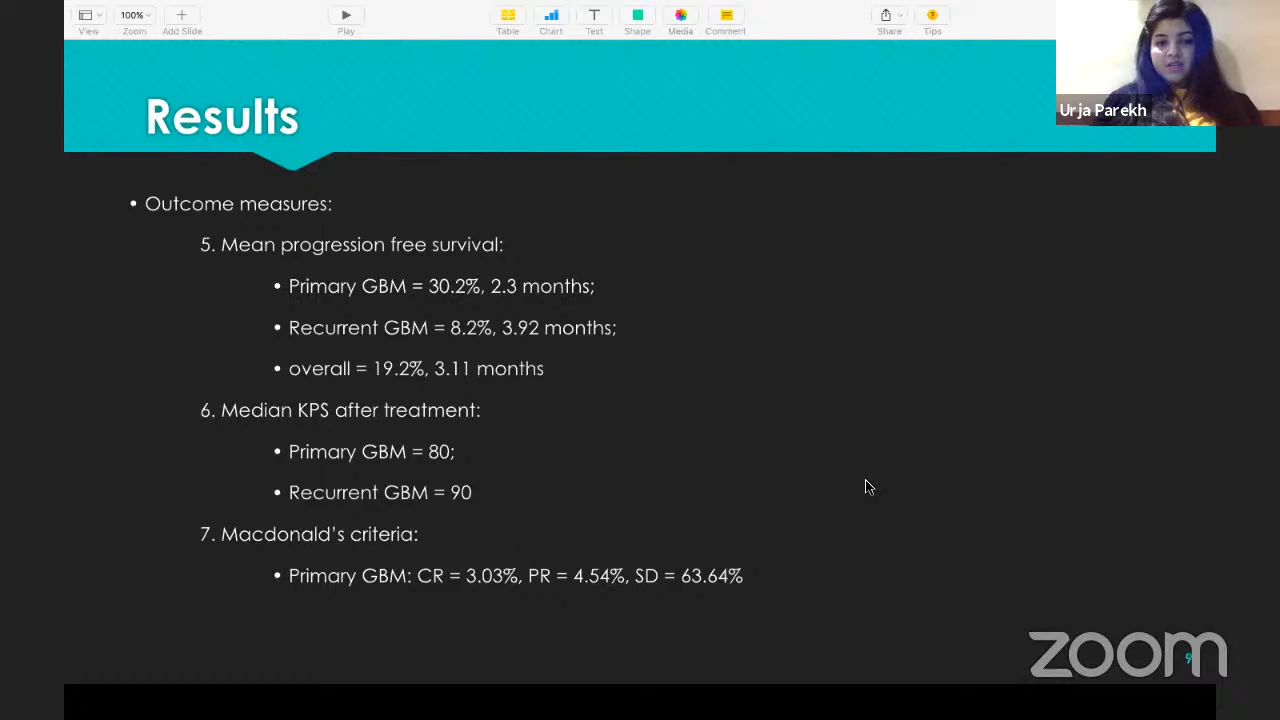 View
100%
Zoom
Add Slide
Play
Table
Chart
Text
Shape
Media
Comment
Share
Tips
Urja Parekh
Results
• Outcome measures:
5. Mean progression free survival:
• Primary GBM = 30.2%, 2.3 months;
• Recurrent GBM = 8.2%, 3.92 months;
• overall = 19.2%, 3.11 months
6. Median KPS after treatment:
• Primary GBM = 80;
• Recurrent GBM = 90
7. Macdonald’s criteria:
• Primary GBM: CR = 3.03%, PR = 4.54%, SD = 63.64%
zoom
9